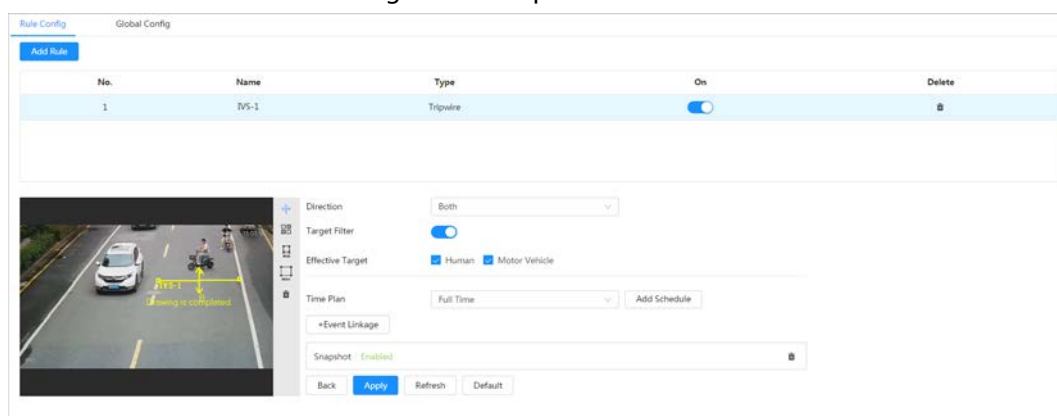 Rule Config Global Config
Add Rule
No. Name Type On Delete
1 IVS-1 Tripwire
Direction Both
Target Filter
Effective Target Human Motor Vehicle
IVS-1
Drawing is completed.
Time Plan Full Time Add Schedule
+Event Linkage
Snapshot Enabled
Back Apply Refresh Default